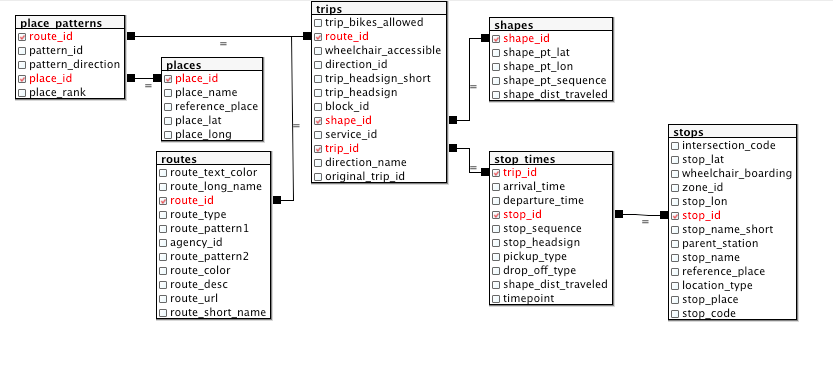 place_patterns
route_id
pattern_id
pattern_direction
place_id
place_rank
=
=
places
place_id
place_name
reference_place
place_lat
place_long
routes
route_text_color
route_long_name
route_id
route_type
route_pattern1
agency_id
route_pattern2
route_color
route_desc
route_url
route_short_name
=
trips
trip_bikes_allowed
route_id
wheelchair_accessible
direction_id
trip_headsign_short
trip_headsign
block_id
shape_id
service_id
trip_id
direction_name
original_trip_id
=
=
shapes
shape_id
shape_pt_lat
shape_pt_lon
shape_pt_sequence
shape_dist_traveled
stop_times
trip_id
arrival_time
departure_time
stop_id
stop_sequence
stop_headsign
pickup_type
drop_off_type
shape_dist_traveled
timepoint
=
stops
intersection_code
stop_lat
wheelchair_boarding
zone_id
stop_lon
stop_id
stop_name_short
parent_station
stop_name
reference_place
location_type
stop_place
stop_code